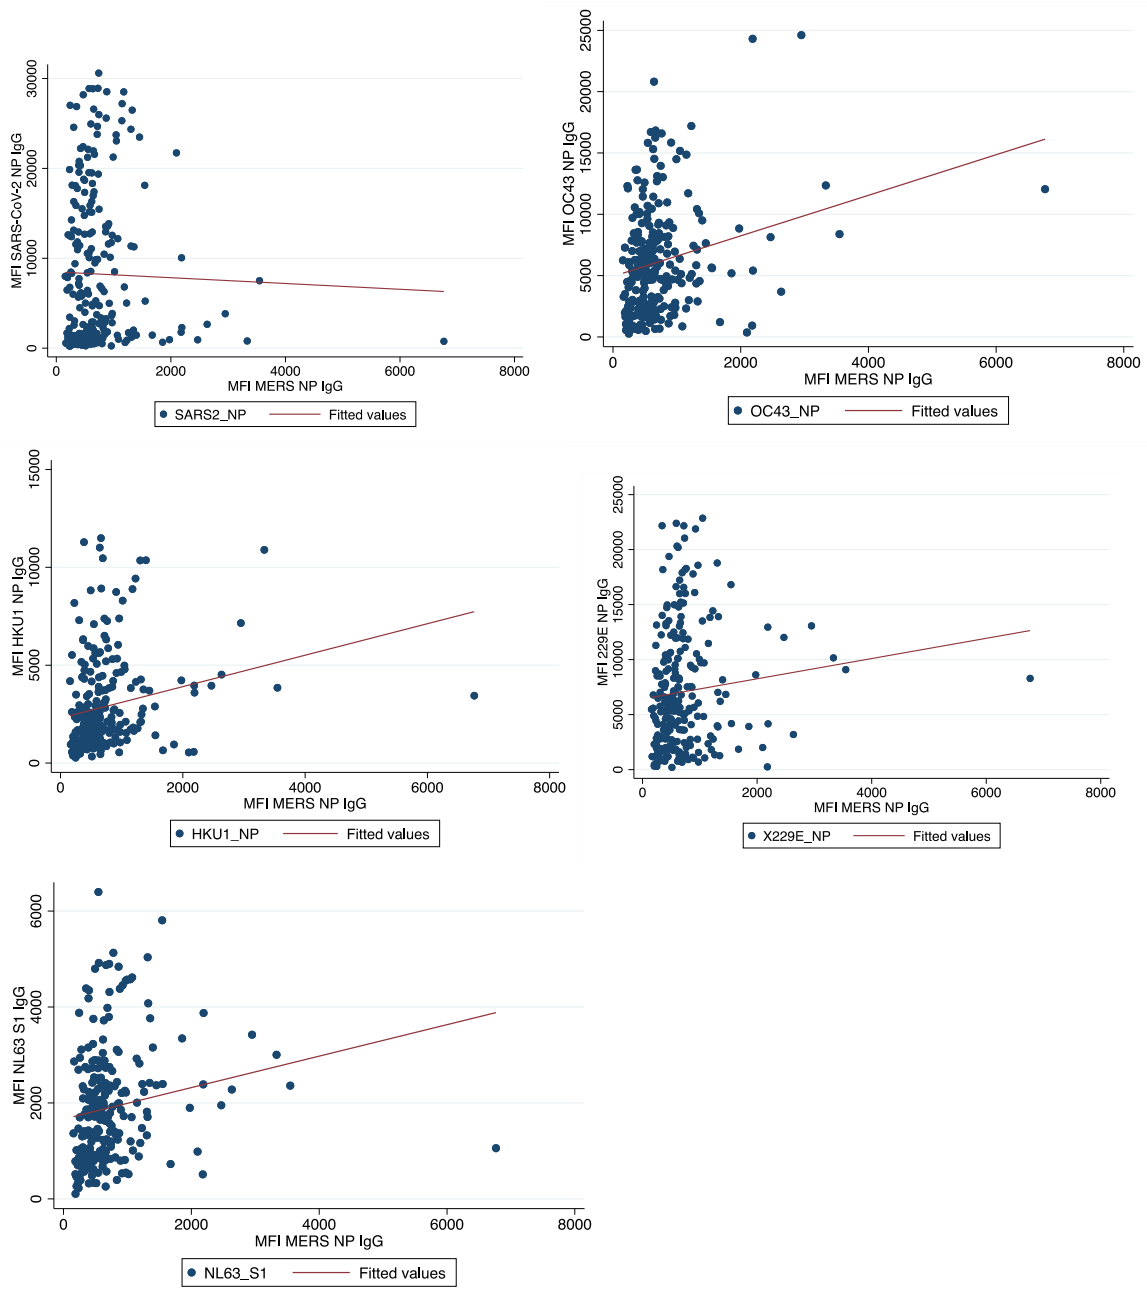 MFI SARS-CoV-2 NP IgG
30000
20000
10000
0
0 2000 4000 6000 8000
MFI MERS NP IgG
SARS2_NP Fitted values
MFI OC43 NP IgG
25000
20000
15000
10000
5000
0
0 2000 4000 6000 8000
MFI MERS NP IgG
OC43_NP Fitted values
MFI HKU1 NP IgG
15000
10000
5000
0
0 2000 4000 6000 8000
MFI MERS NP IgG
HKU1_NP Fitted values
MFI 229E NP IgG
25000
20000
15000
10000
5000
0
0 2000 4000 6000 8000
MFI MERS NP IgG
X229E_NP Fitted values
MFI NL63 S1 IgG
6000
4000
2000
0
0 2000 4000 6000 8000
MFI MERS NP IgG
NL63_S1 Fitted values